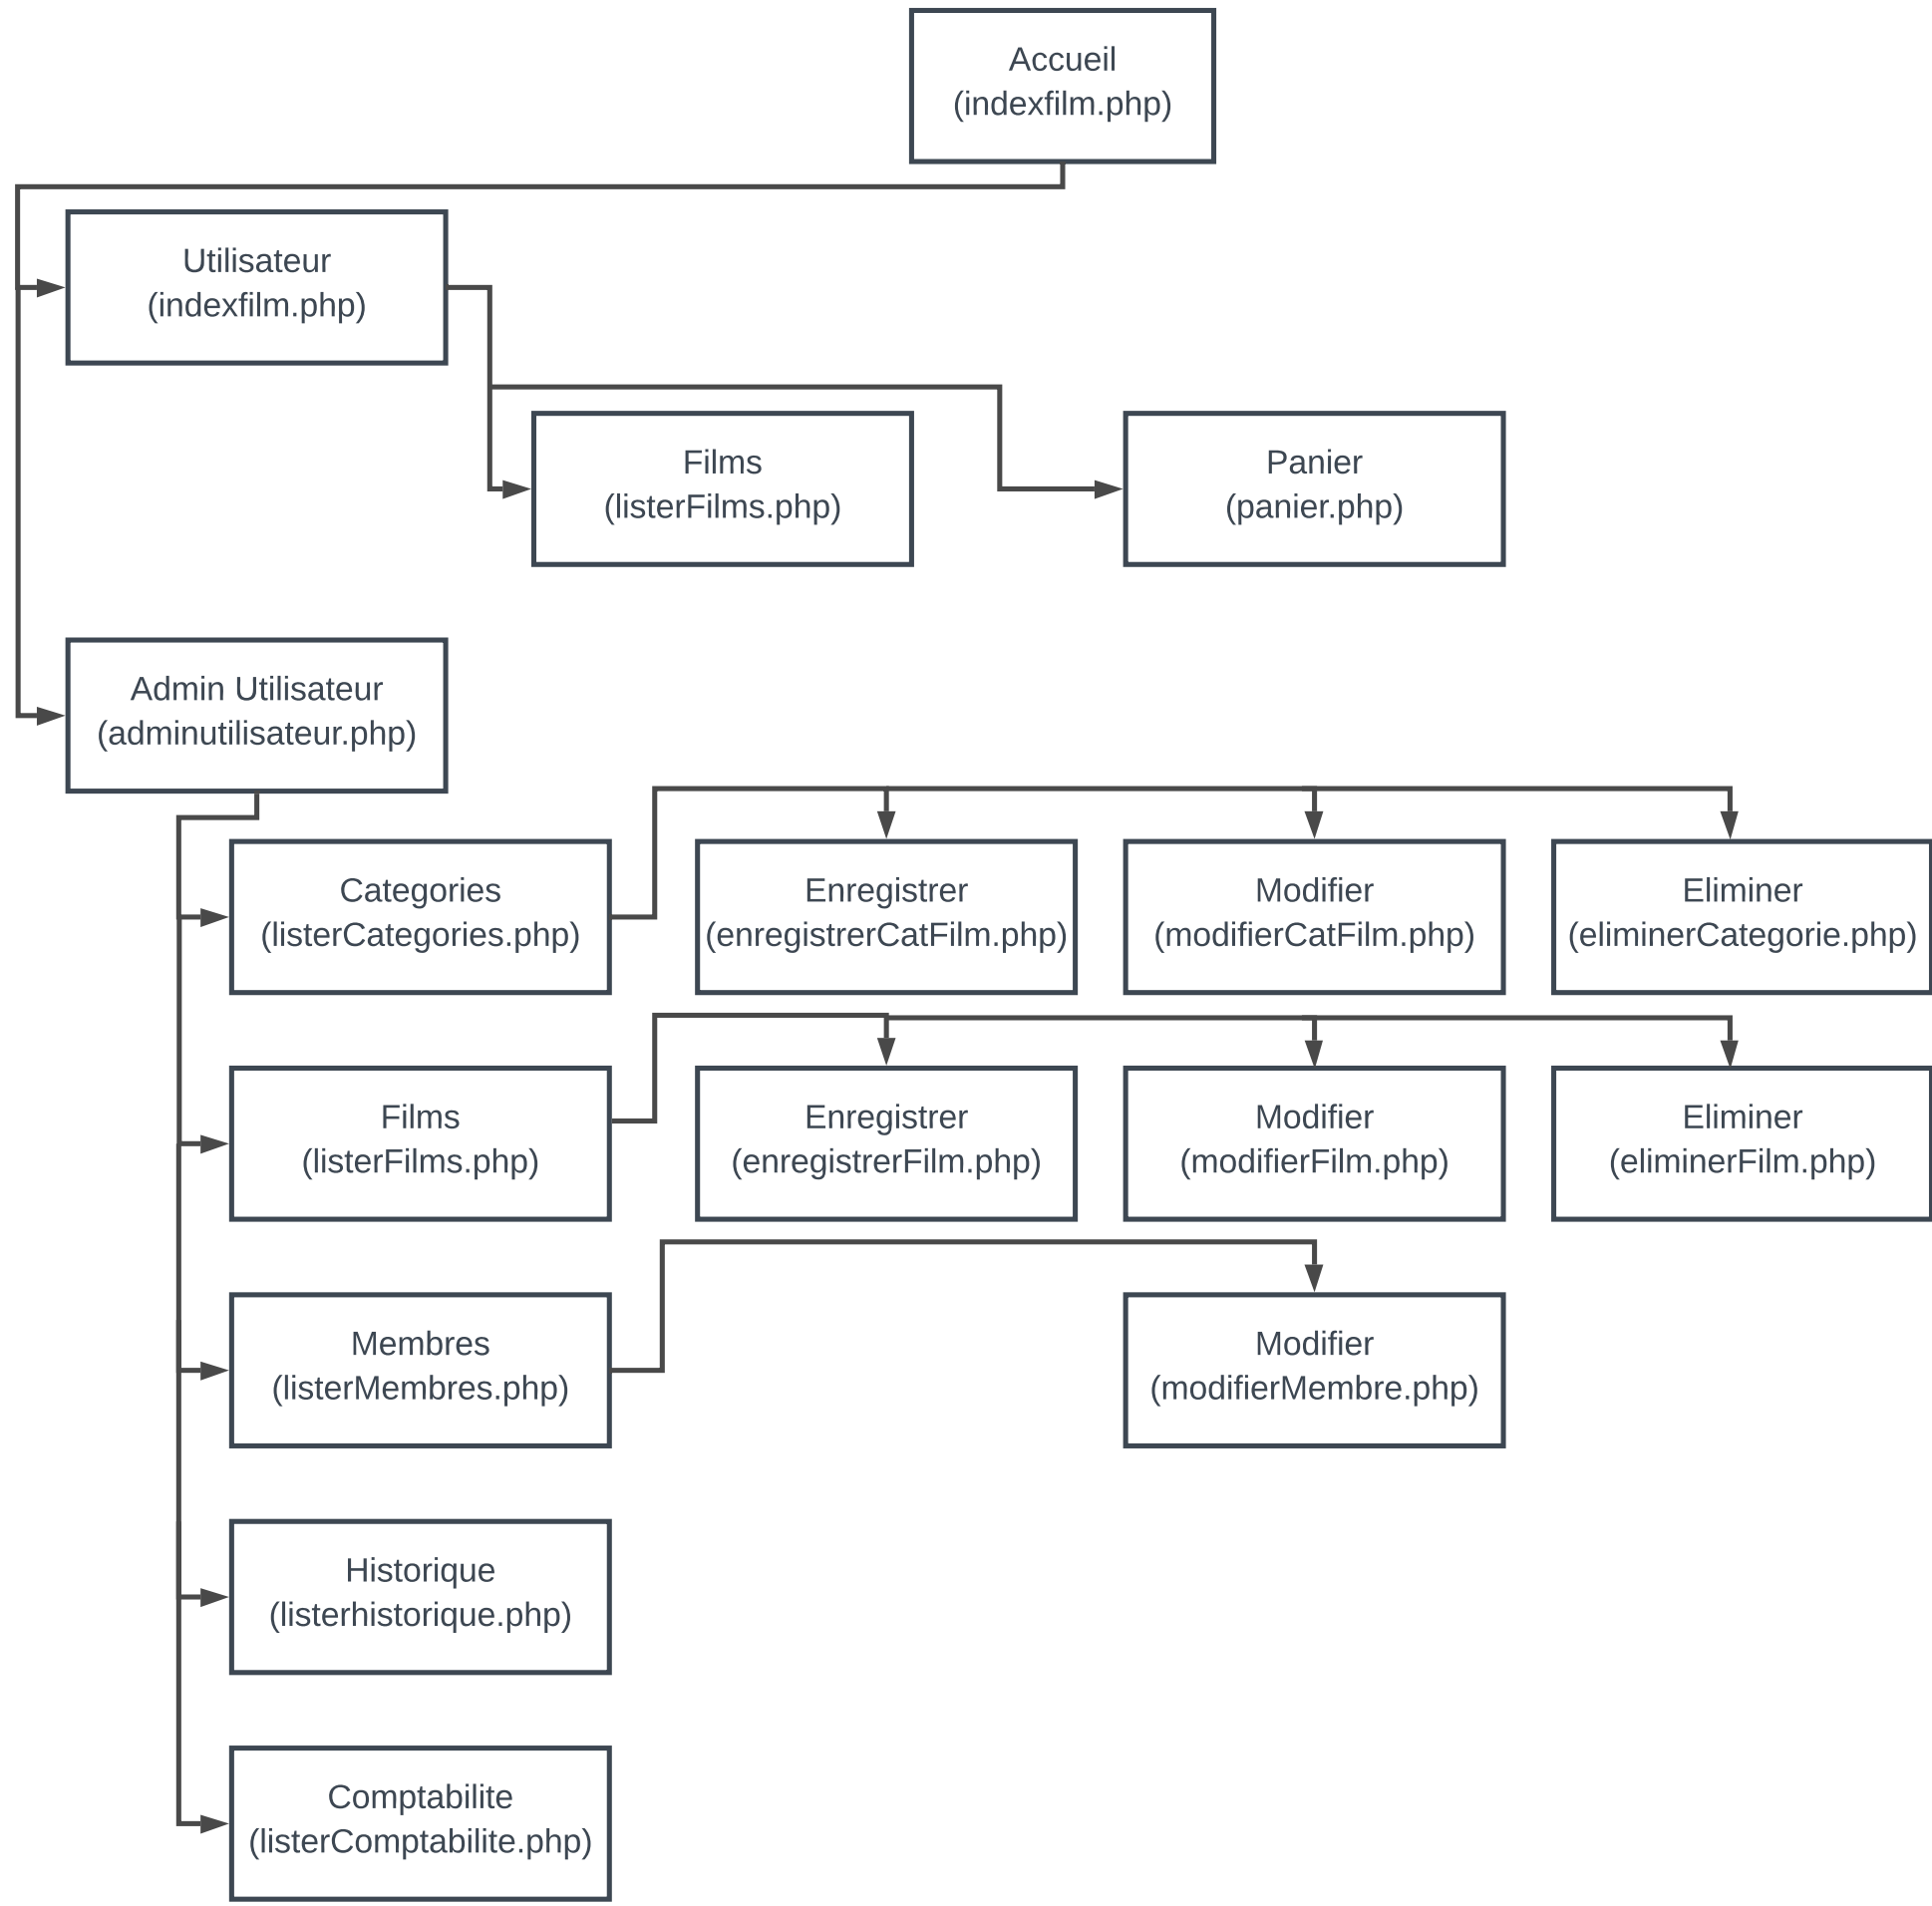 Accueil
(indexfilm.php)
Utilisateur
(indexfilm.php)
Films
(listerFilms.php)
Panier
(panier.php)
Admin Utilisateur
(adminutilisateur.php)
Categories
(listerCategories.php)
Enregistrer
(enregistrerCatFilm.php)
Modifier
(modifierCatFilm.php)
Eliminer
(eliminerCategorie.php)
Films
(listerFilms.php)
Enregistrer
(enregistrerFilm.php)
Modifier
(modifierFilm.php)
Eliminer
(eliminerFilm.php)
Membres
(listerMembres.php)
Modifier
(modifierMembre.php)
Historique
(listerhistorique.php)
Comptabilite
(listerComptabilite.php)